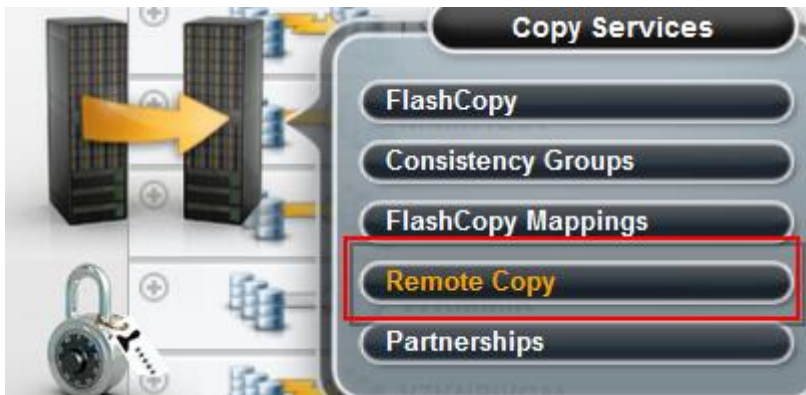 Copy Services
FlashCopy
Consistency Groups
FlashCopy Mappings
Remote Copy
Partnerships